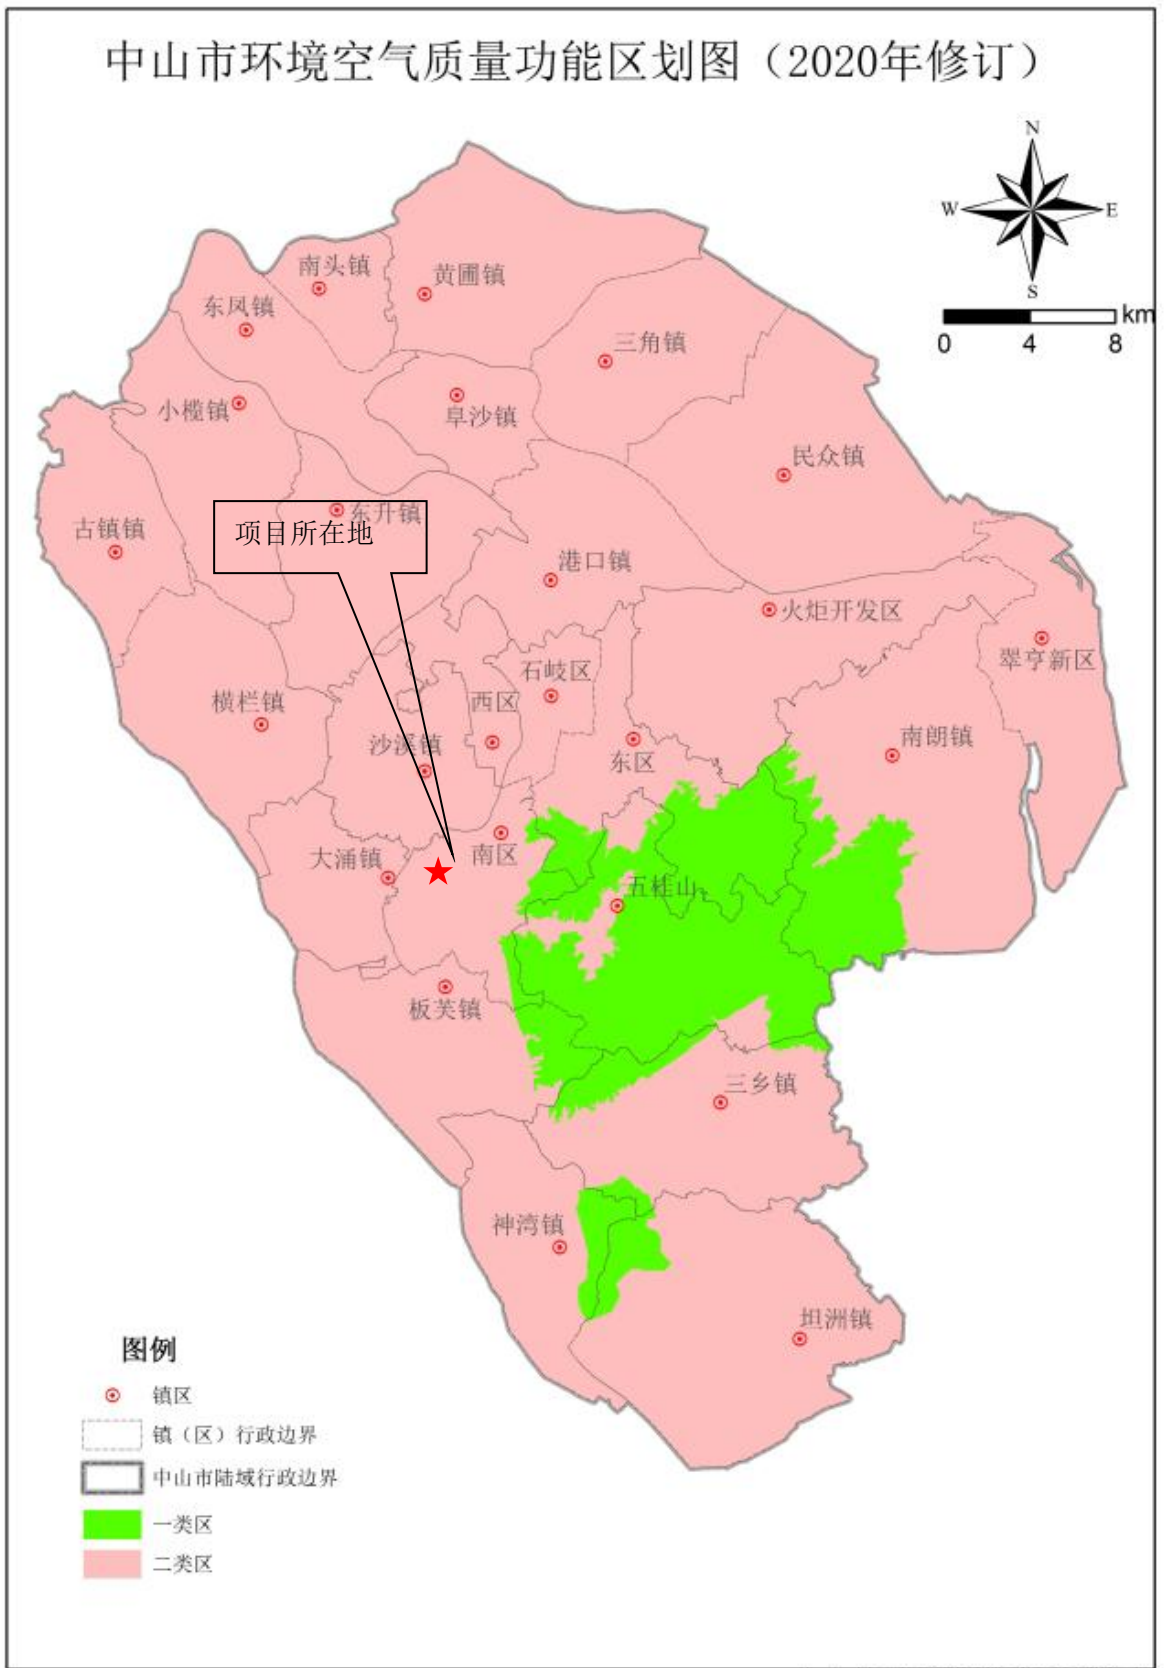 中山市环境空气质量功能区划图（2020年修订）
N
W
E
S
km
0
4
8
南头镇
黄圃镇
东凤镇
三角镇
小榄镇
阜沙镇
民众镇
东升镇
古镇镇
项目所在地
港口镇
火炬开发区
翠亨新区
石岐区
西区
横栏镇
沙溪镇
南朗镇
东区
大涌镇
南区
五桂山
板芙镇
三乡镇
神湾镇
坦洲镇
图例
镇区
镇（区）行政边界
中山市陆域行政边界
一类区
二类区